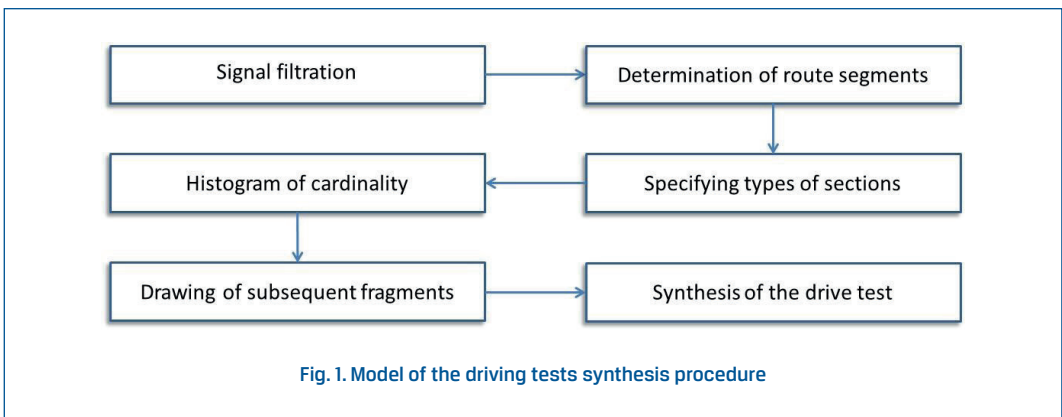 Signal filtration
Determination of route segments
Histogram of cardinality
Specifying types of sections
Drawing of subsequent fragments
Synthesis of the drive test
Fig. 1. Model of the driving tests synthesis procedure